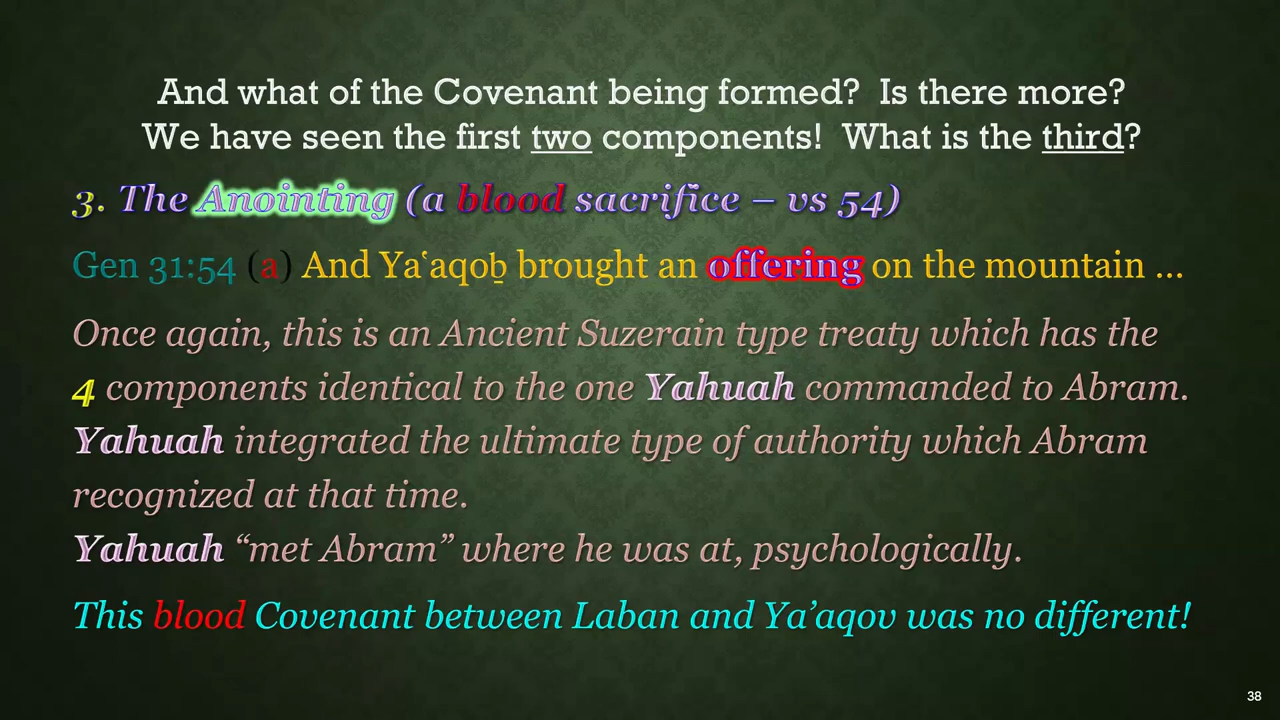 And what of the Covenant being formed?  Is there more?
We have seen the first two components!  What is the third?
3. The Anointing (a blood sacrifice – vs 54)
Gen 31:54 (a) And Yaʽaqoḇ brought an offering on the mountain ...
Once again, this is an Ancient Suzerain type treaty which has the
4 components identical to the one Yahuah commanded to Abram.
Yahuah integrated the ultimate type of authority which Abram
recognized at that time.
Yahuah “met Abram” where he was at, psychologically.
This blood Covenant between Laban and Ya’aqov was no different!
38